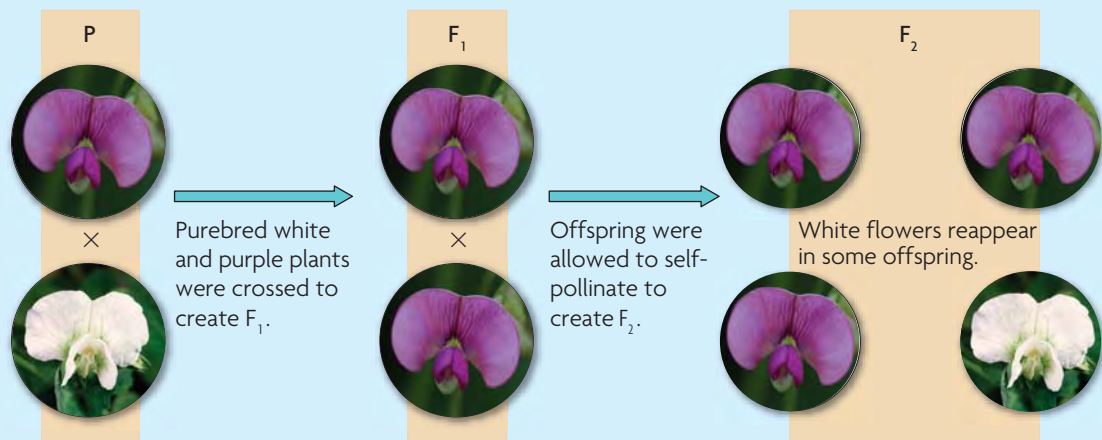 P
F₁
F₂
×
×
Purebred white
and purple plants
were crossed to
create F₁.
Offspring were
allowed to self-
pollinate to
create F₂.
White flowers reappear
in some offspring.